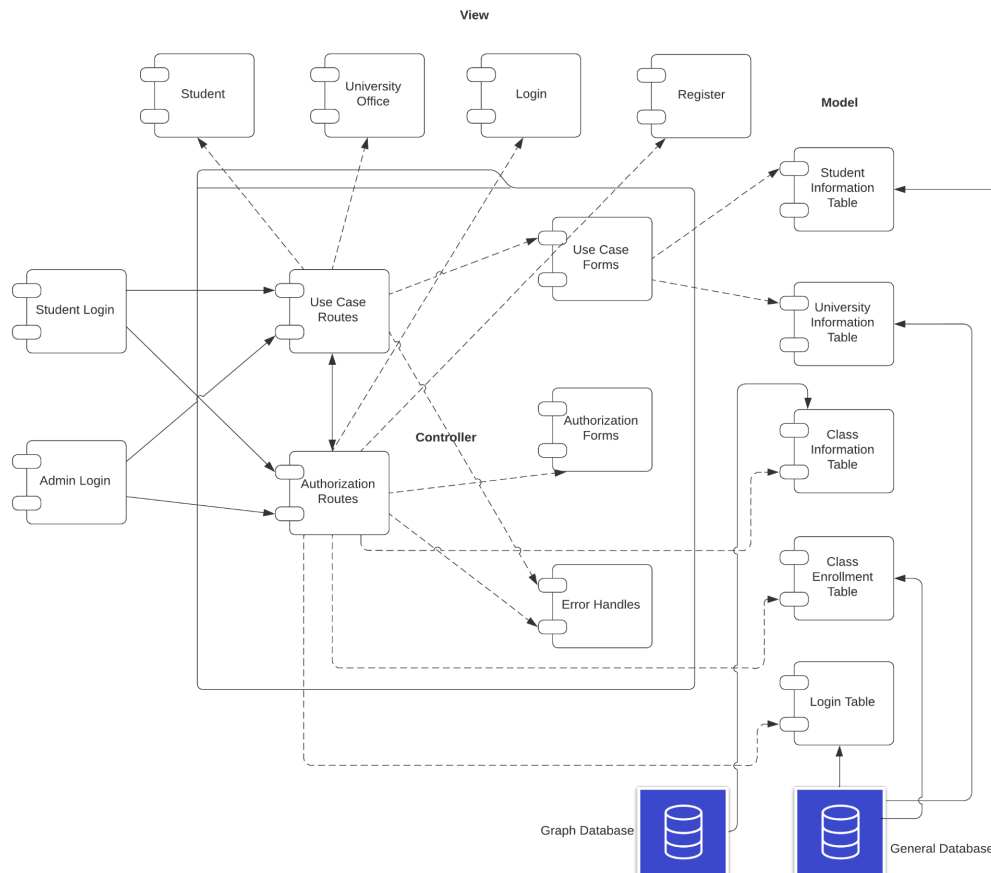 View
Student
University
Office
Login
Register
Model
Student
Information
Table
Use Case
Forms
Student Login
Use Case
Routes
University
Information
Table
Authorization
Forms
Controller
Class
Information
Table
Admin Login
Authorization
Routes
Class
Enrollment
Table
Error Handles
Login Table
Graph Database
General Database